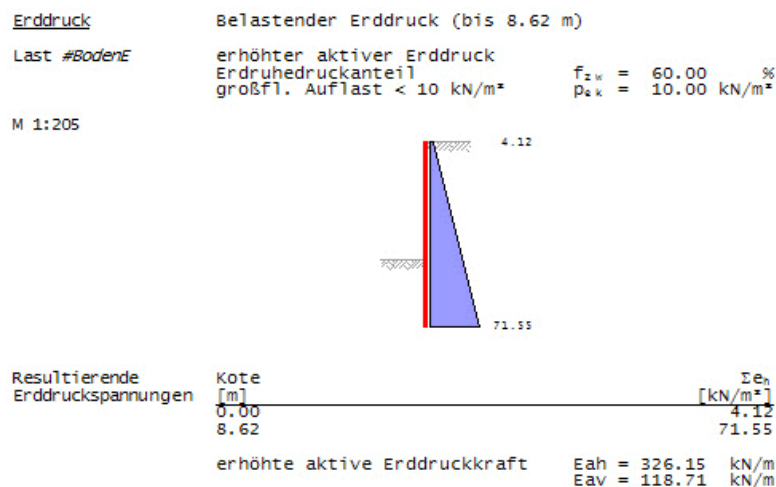 Erddruck Belastender Erddruck (bis 8.62 m)
Last #BodenE erhöhter aktiver Erddruck
Erdruhedruckanteil fzw = 60.00 %
großfl. Auflast < 10 kN/m² pek = 10.00 kN/m²
M 1:205
4.12
71.55
Resultierende Kote Σeh
Erddruckspannungen [m] [kN/m²]
0.00 4.12
8.62 71.55
erhöhte aktive Erddruckkraft Eah = 326.15 kN/m
Eav = 118.71 kN/m